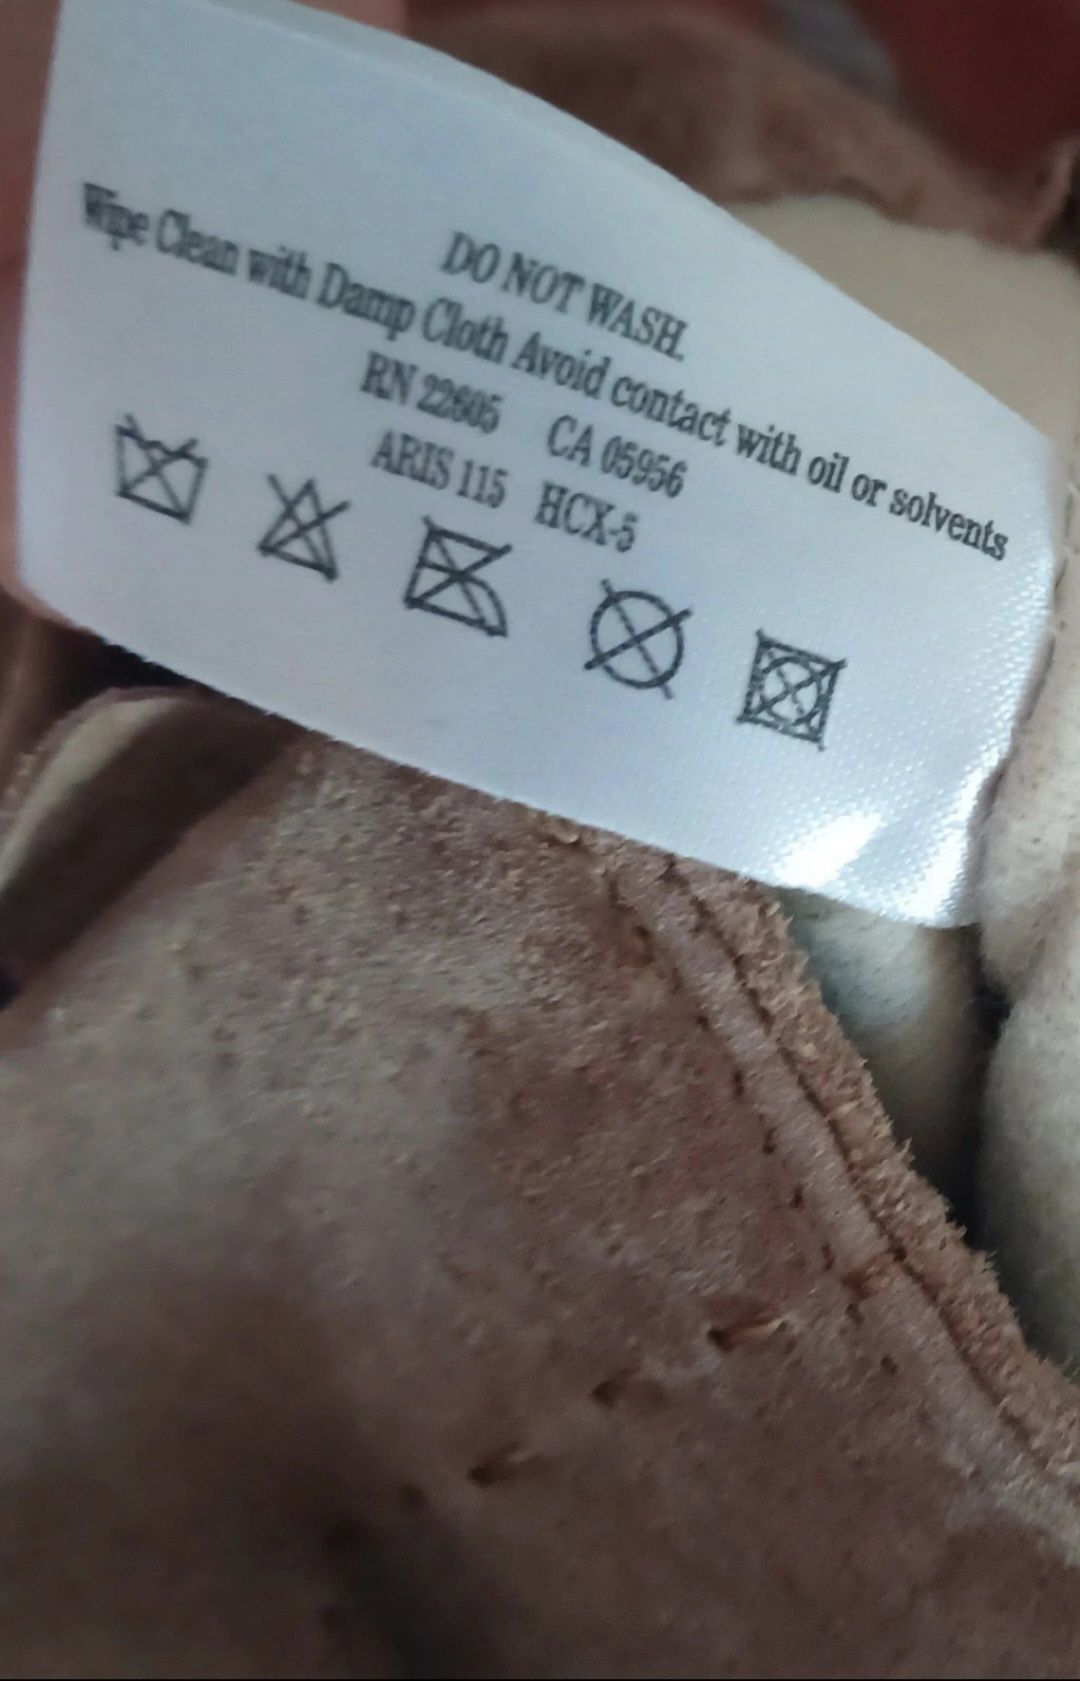 DO NOT WASH.
Wipe Clean with Damp Cloth Avoid contact with oil or solvents
RN 22605 CA 05956
ARIS 115 HCX-5